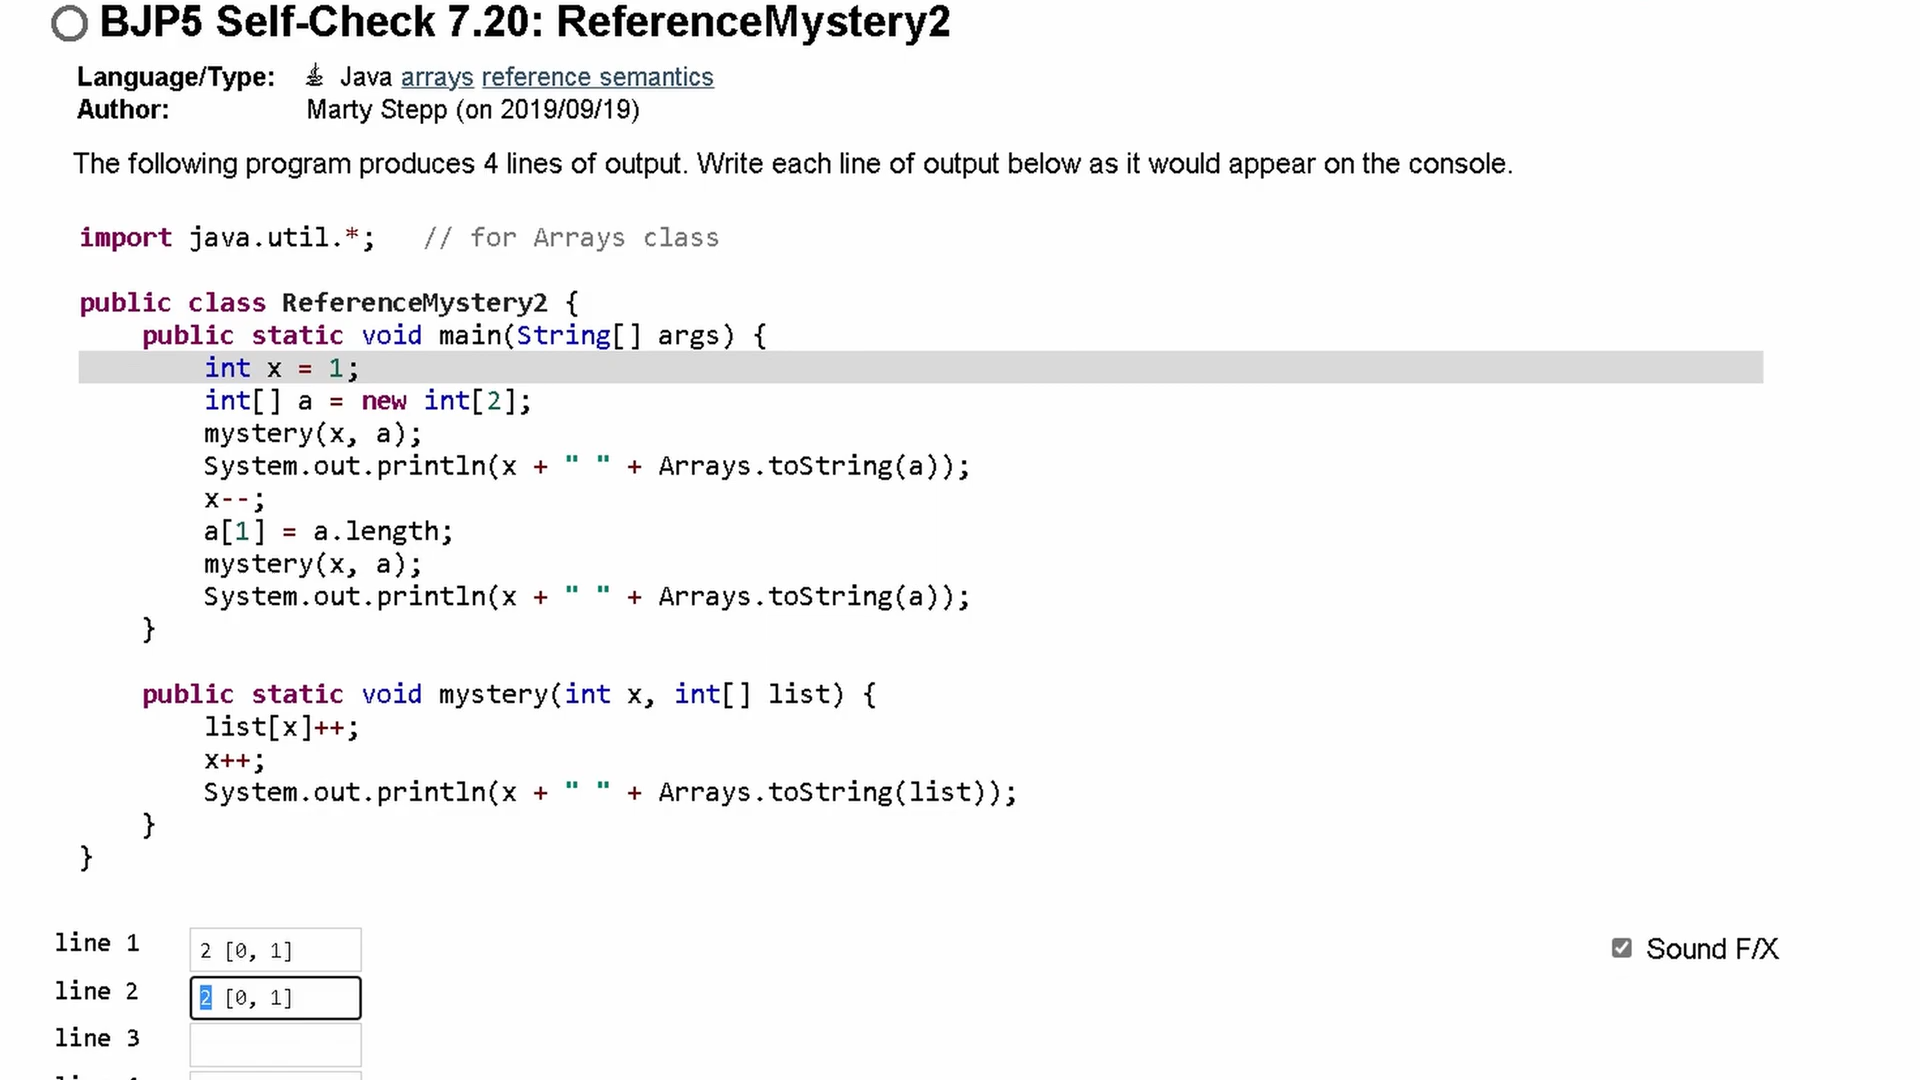 BJP5 Self-Check 7.20: ReferenceMystery2
Language/Type: Java arrays reference semantics
Author: Marty Stepp (on 2019/09/19)
The following program produces 4 lines of output. Write each line of output below as it would appear on the console.
import java.util.*;   // for Arrays class
public class ReferenceMystery2 {
    public static void main(String[] args) {
        int x = 1;
        int[] a = new int[2];
        mystery(x, a);
        System.out.println(x + " " + Arrays.toString(a));
        x--;
        a[1] = a.length;
        mystery(x, a);
        System.out.println(x + " " + Arrays.toString(a));
    }
    public static void mystery(int x, int[] list) {
        list[x]++;
        x++;
        System.out.println(x + " " + Arrays.toString(list));
    }
}
line 1 2 [0, 1]
Sound F/X
line 2 2 [0, 1]
line 3